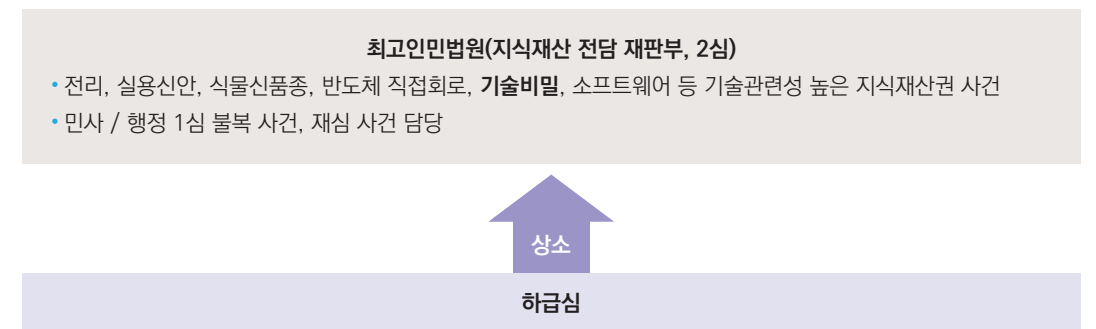 최고인민법원(지식재산 전담 재판부, 2심)
• 전리, 실용신안, 식물신품종, 반도체 직접회로, 기술비밀, 소프트웨어 등 기술관련성 높은 지식재산권 사건
• 민사 / 행정 1심 불복 사건, 재심 사건 담당
상소
하급심